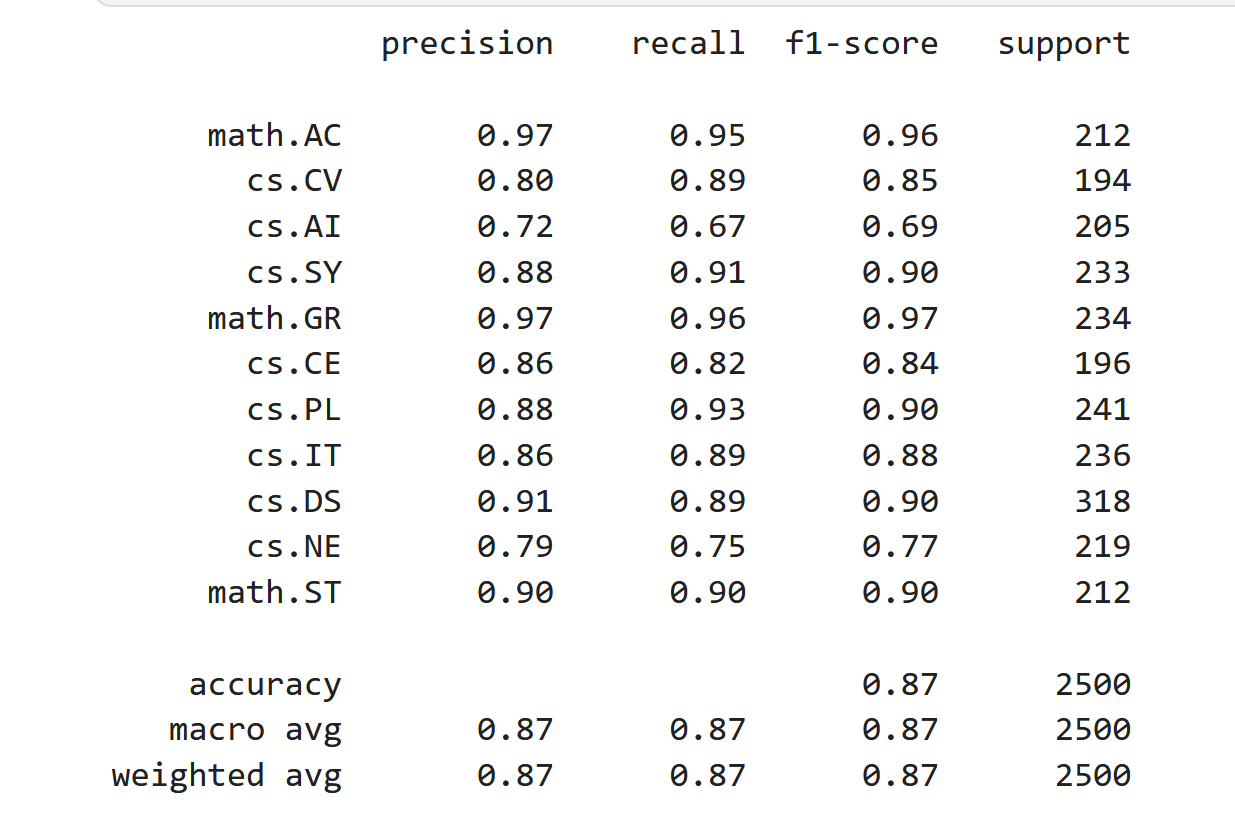 precision recall f1-score support
math.AC 0.97 0.95 0.96 212
cs.CV 0.80 0.89 0.85 194
cs.AI 0.72 0.67 0.69 205
cs.SY 0.88 0.91 0.90 233
math.GR 0.97 0.96 0.97 234
cs.CE 0.86 0.82 0.84 196
cs.PL 0.88 0.93 0.90 241
cs.IT 0.86 0.89 0.88 236
cs.DS 0.91 0.89 0.90 318
cs.NE 0.79 0.75 0.77 219
math.ST 0.90 0.90 0.90 212
accuracy 0.87 2500
macro avg 0.87 0.87 0.87 2500
weighted avg 0.87 0.87 0.87 2500